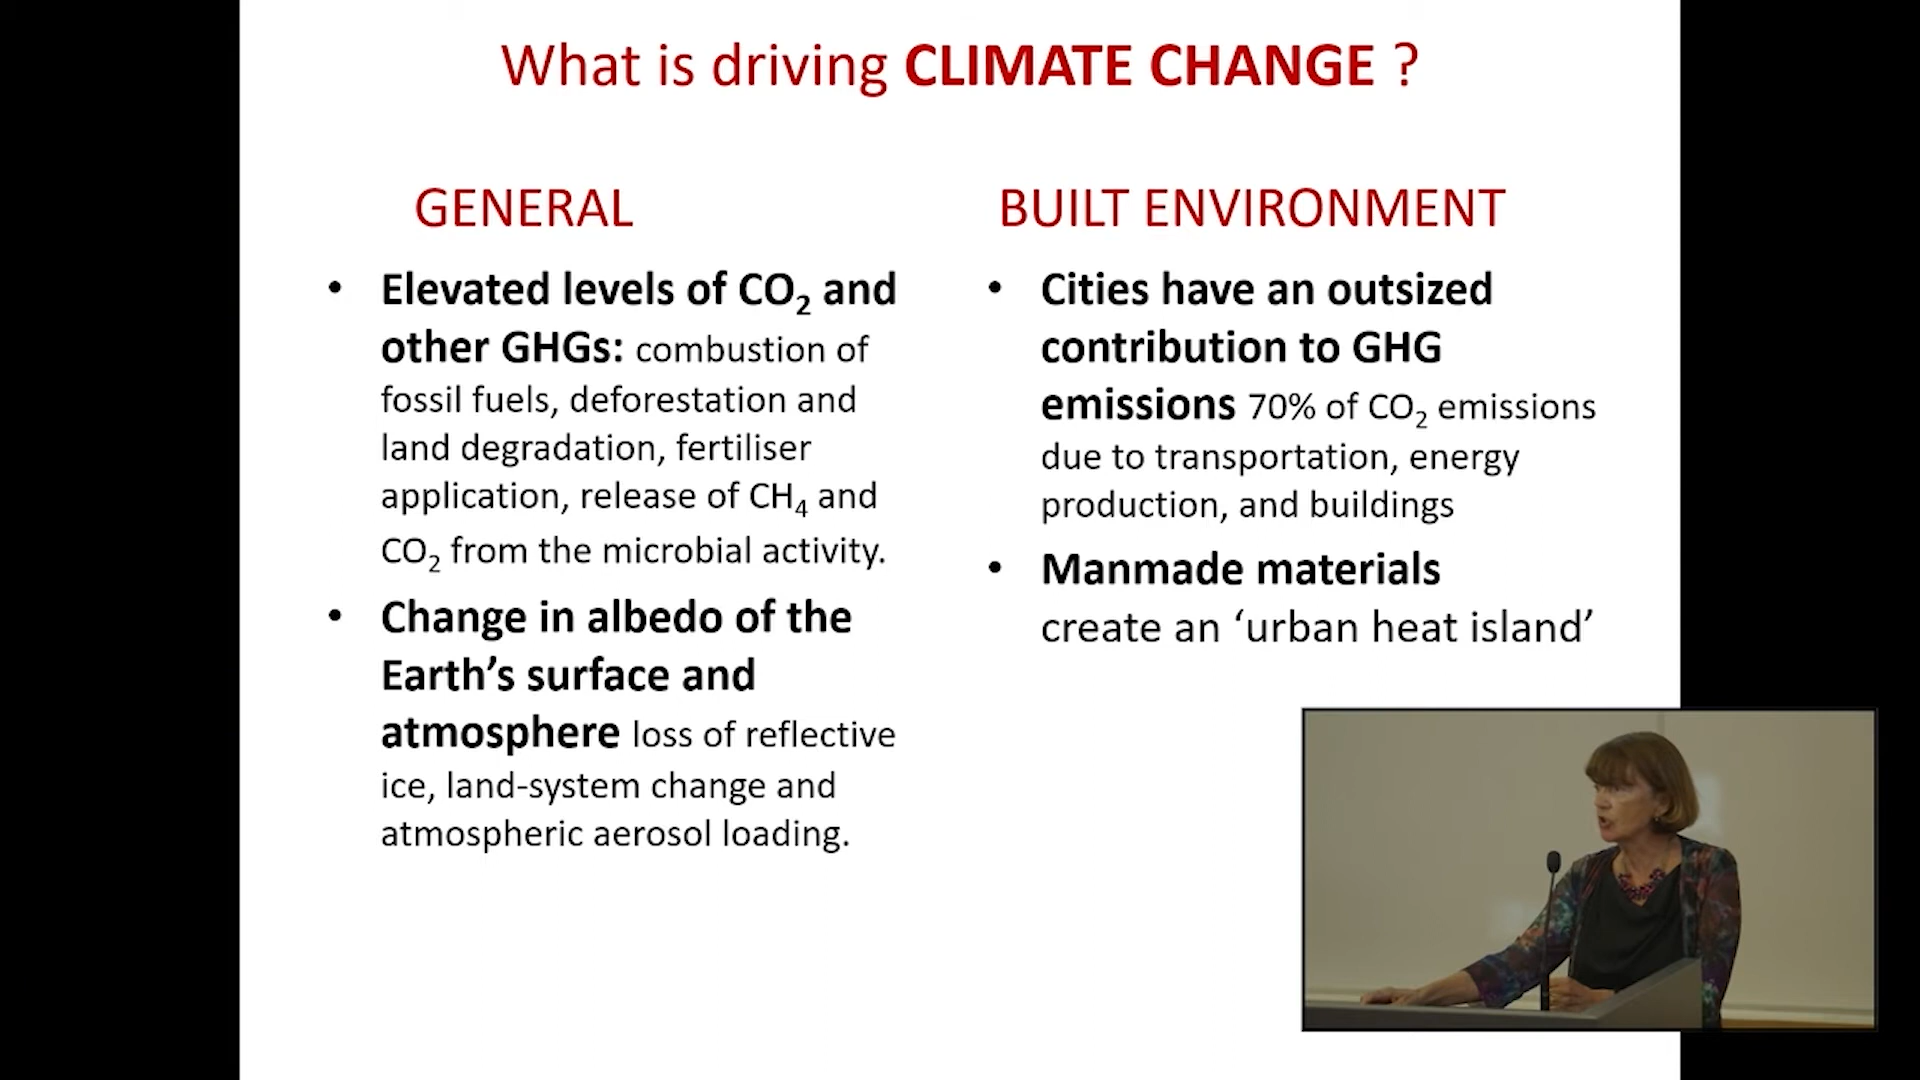 What is driving CLIMATE CHANGE ?
GENERAL
• Elevated levels of CO₂ and
other GHGs: combustion of
fossil fuels, deforestation and
land degradation, fertiliser
application, release of CH₄ and
CO₂ from the microbial activity.
• Change in albedo of the
Earth’s surface and
atmosphere loss of reflective
ice, land-system change and
atmospheric aerosol loading.
BUILT ENVIRONMENT
• Cities have an outsized
contribution to GHG
emissions 70% of CO₂ emissions
due to transportation, energy
production, and buildings
• Manmade materials
create an ‘urban heat island’